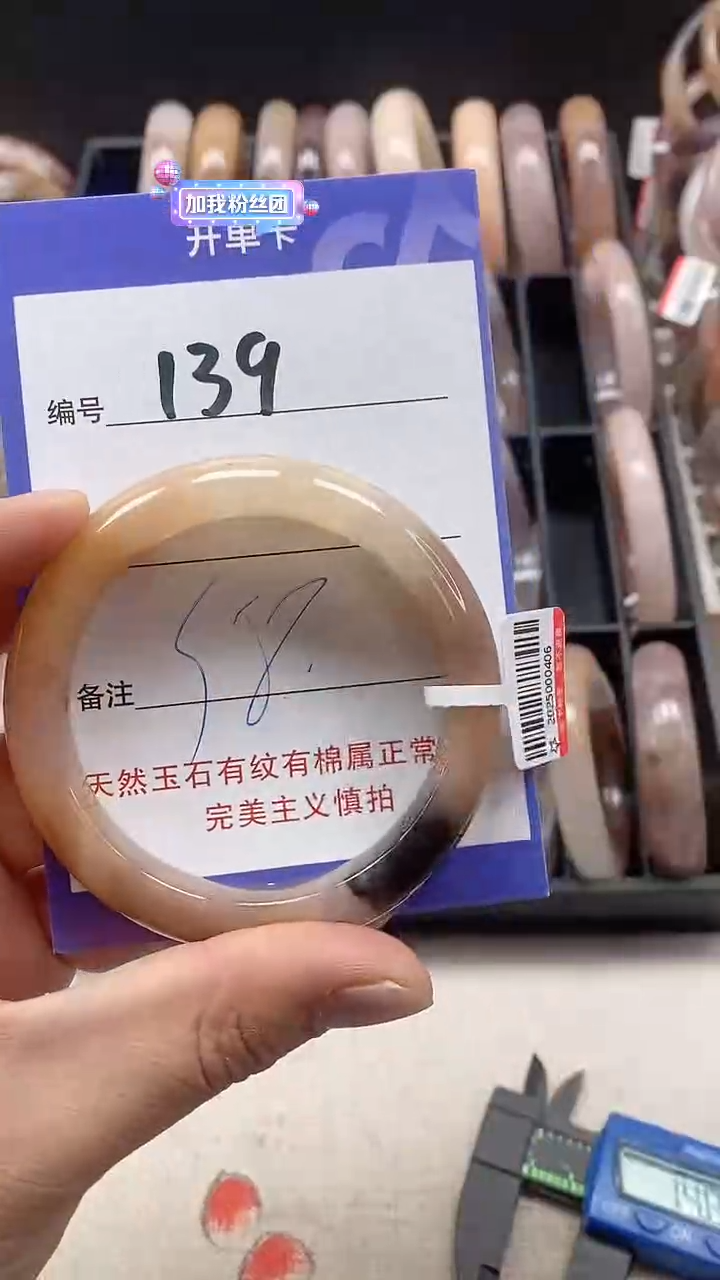 加我粉丝团
开单卡
编号 139
58.
备注
2025000406
天然玉石有纹有棉属正常
完美主义慎拍